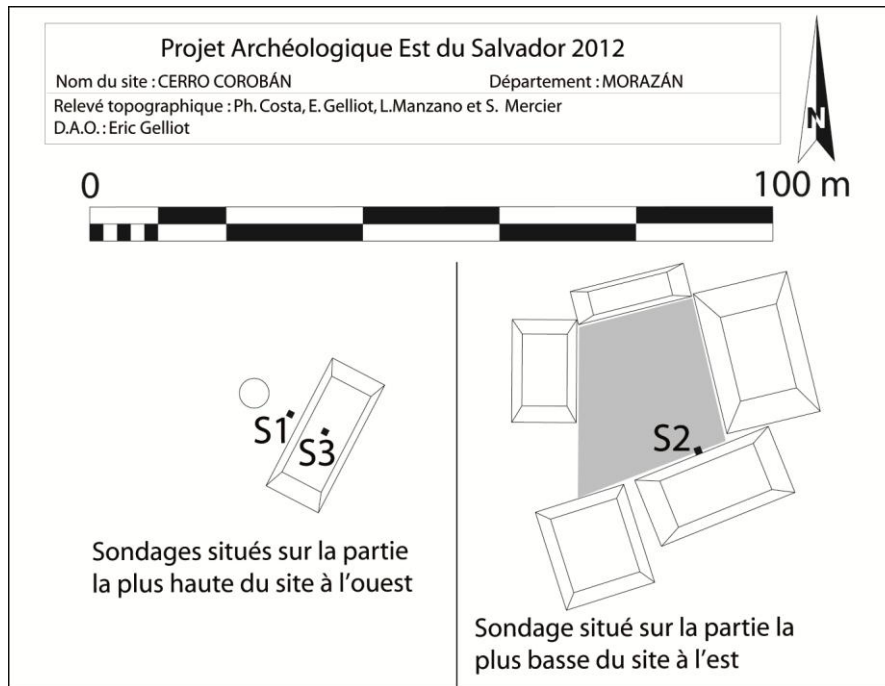 Projet Archéologique Est du Salvador 2012
Nom du site : CERRO COROBÁN Département : MORAZÁN
Relevé topographique : Ph. Costa, E. Gelliot, L.Manzano et S. Mercier
D.A.O. : Eric Gelliot
N
0 100 m
S1
S3
S2
Sondages situés sur la partie
la plus haute du site à l'ouest
Sondage situé sur la partie la
plus basse du site à l'est